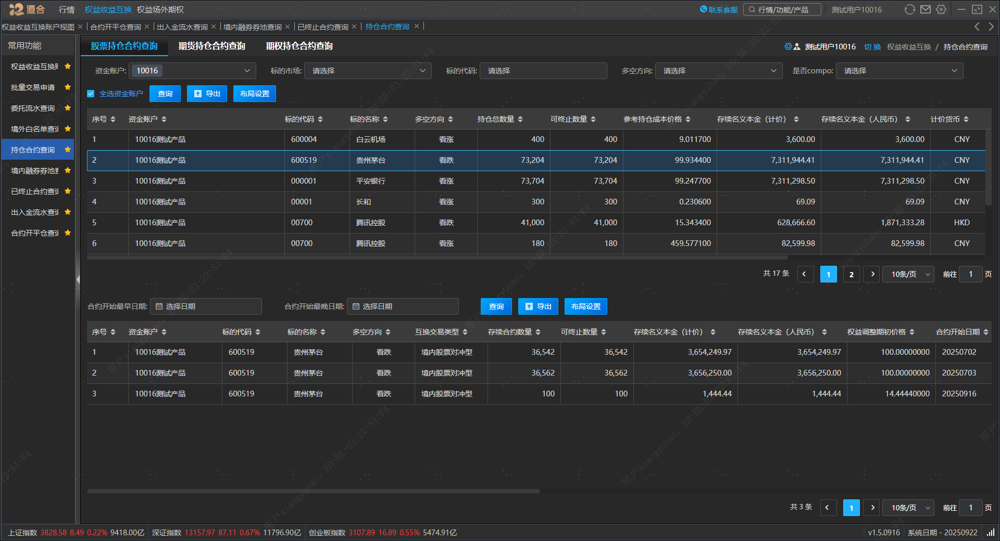 道合 行情 权益收益互换 权益场外期权 联系客服 行情/功能/产品 测试用户10016
权益收益互换账户视图 合约开平仓查询 出入金流水查询 境内融券券池查询 已终止合约查询 持仓合约查询
常用功能
权益收益互换账
批量交易申请
委托流水查询
境外白名单查询
持仓合约查询
境内融券券池查
已终止合约查询
出入金流水查询
合约开平仓查询
股票持仓合约查询 期货持仓合约查询 期权持仓合约查询 测试用户10016 切换 权益收益互换 / 持仓合约查询
资金账户: 10016 标的市场: 请选择 标的代码: 请选择 多空方向: 请选择 是否compo: 请选择
全选资金账户 查询 导出 布局设置
序号 资金账户 标的代码 标的名称 多空方向 持仓总数量 可终止数量 参考持仓成本价格 存续名义本金（计价） 存续名义本金（人民币） 计价货币
1 10016测试产品 600004 白云机场 看涨 400 400 9.011700 3,600.00 3,600.00 CNY
2 10016测试产品 600519 贵州茅台 看跌 73,204 73,204 99.934400 7,311,944.41 7,311,944.41 CNY
3 10016测试产品 000001 平安银行 看涨 73,704 73,704 99.247700 7,311,298.50 7,311,298.50 CNY
4 10016测试产品 00001 长和 看涨 300 300 0.230600 69.09 69.09 CNY
5 10016测试产品 00700 腾讯控股 看跌 41,000 41,000 15.343400 628,666.60 1,871,333.28 HKD
6 10016测试产品 00700 腾讯控股 看涨 180 180 459.577100 82,599.98 82,599.98 CNY
共 17 条 1 2 10条/页 前往 1 页
合约开始最早日期: 选择日期 合约开始最晚日期: 选择日期 查询 导出 布局设置
序号 资金账户 标的代码 标的名称 多空方向 互换交易类型 存续合约数量 可终止数量 存续名义本金（计价） 存续名义本金（人民币） 权益调整期初价格 合约开始日期
1 10016测试产品 600519 贵州茅台 看跌 境内股票对冲型 36,542 36,542 3,654,249.97 3,654,249.97 100.00000000 20250702
2 10016测试产品 600519 贵州茅台 看跌 境内股票对冲型 36,562 36,562 3,656,250.00 3,656,250.00 100.00000000 20250703
3 10016测试产品 600519 贵州茅台 看跌 境内股票对冲型 100 100 1,444.44 1,444.44 14.44440000 20250916
共 3 条 1 10条/页 前往 1 页
上证指数 3828.58 8.49 0.22% 9418.00亿 深证指数 13157.97 87.11 0.67% 11796.90亿 创业板指数 3107.89 16.89 0.55% 5474.91亿 v1.5.0916 系统日期 - 20250922
用户xiangyuhan, E0:BE:03:22:81:F4